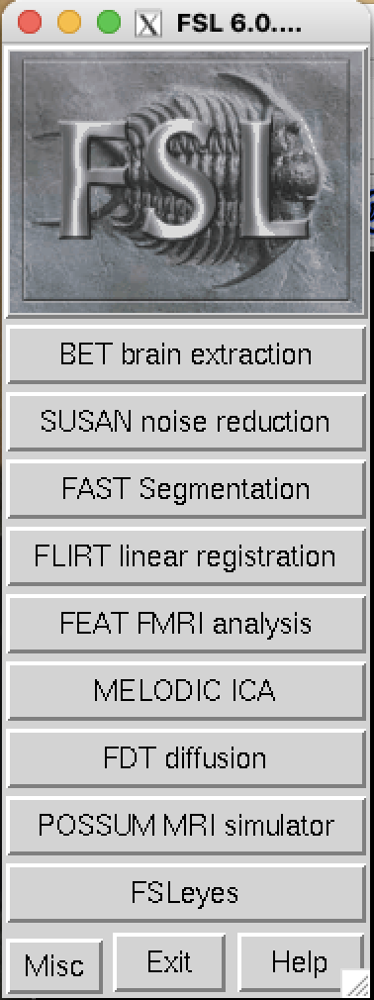 FSL 6.0....
FSL
BET brain extraction
SUSAN noise reduction
FAST Segmentation
FLIRT linear registration
FEAT FMRI analysis
MELODIC ICA
FDT diffusion
POSSUM MRI simulator
FSLeyes
Misc Exit Help